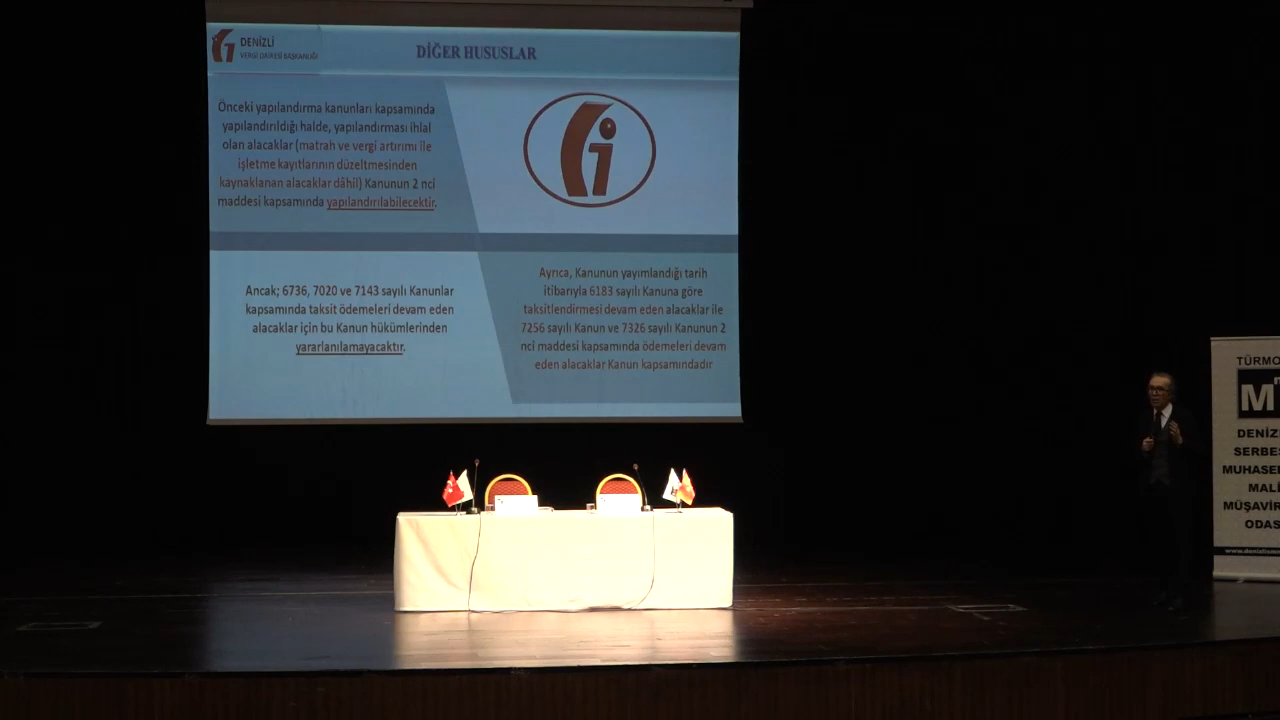 DENİZLİ
VERGİ DAİRESİ BAŞKANLIĞI
DİĞER HUSUSLAR
Önceki yapılandırma kanunları kapsamında
yapılandırıldığı halde, yapılandırması ihlal
olan alacaklar (matrah ve vergi artırımı ile
işletme kayıtlarının düzeltmesinden
kaynaklanan alacaklar dâhil) Kanunun 2 nci
maddesi kapsamında yapılandırılabilecektir.
Ancak; 6736, 7020 ve 7143 sayılı Kanunlar
kapsamında taksit ödemeleri devam eden
alacaklar için bu Kanun hükümlerinden
yararlanılamayacaktır.
Ayrıca, Kanunun yayımlandığı tarih
itibarıyla 6183 sayılı Kanuna göre
taksitlendirmesi devam eden alacaklar ile
7256 sayılı Kanun ve 7326 sayılı Kanunun 2
nci maddesi kapsamında ödemeleri devam
eden alacaklar Kanun kapsamındadır
TÜRMO
M
DENİZ
SERBES
MUHASE
MALİ
MÜŞAVİR
ODAS